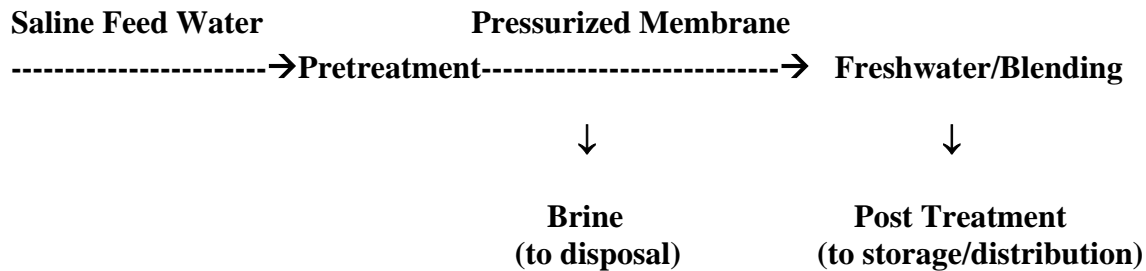 Saline Feed Water Pressurized Membrane
------------------------→Pretreatment----------------------------→ Freshwater/Blending
↓ ↓
Brine Post Treatment
(to disposal) (to storage/distribution)